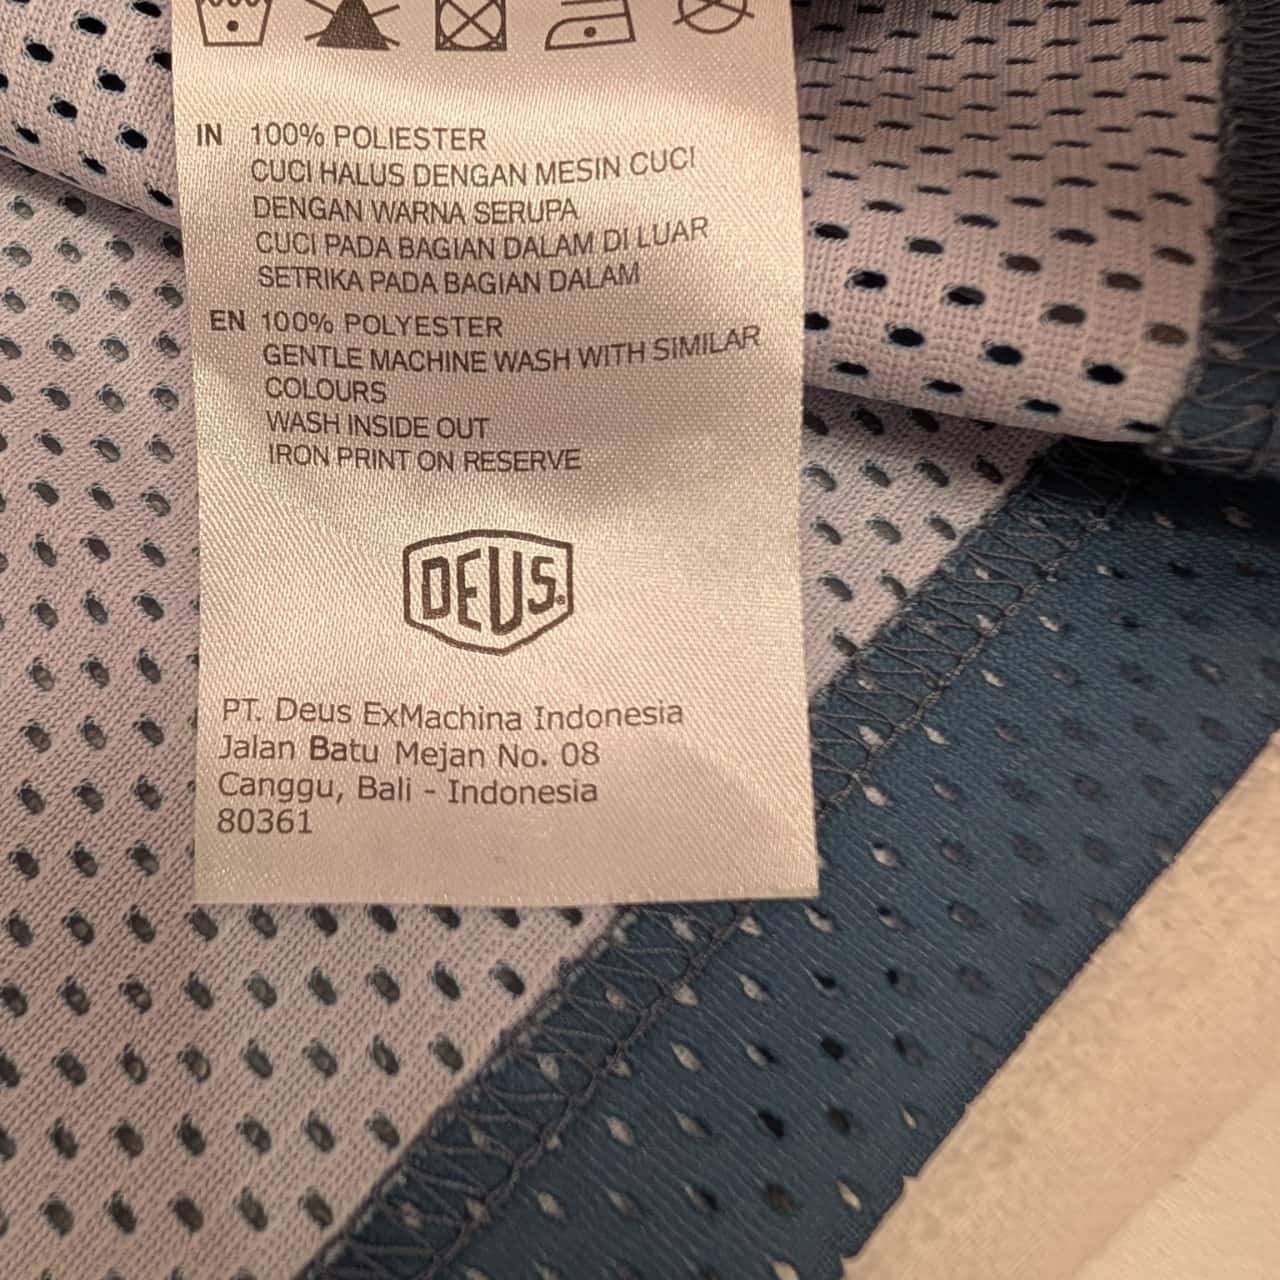 IN 100% POLIESTER
CUCI HALUS DENGAN MESIN CUCI
DENGAN WARNA SERUPA
CUCI PADA BAGIAN DALAM DI LUAR
SETRIKA PADA BAGIAN DALAM
EN 100% POLYESTER
GENTLE MACHINE WASH WITH SIMILAR
COLOURS
WASH INSIDE OUT
IRON PRINT ON RESERVE
DEUS.
PT. Deus ExMachina Indonesia
Jalan Batu Mejan No. 08
Canggu, Bali - Indonesia
80361